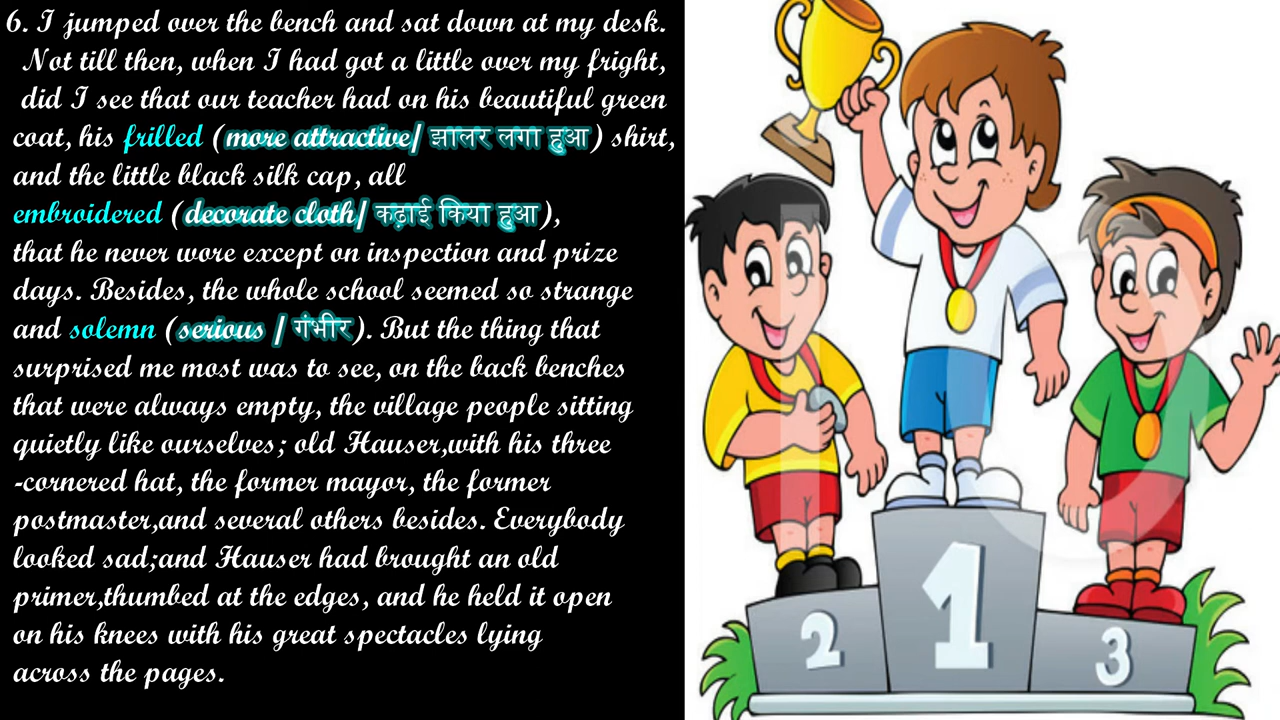 6. I jumped over the bench and sat down at my desk.
Not till then, when I had got a little over my fright,
did I see that our teacher had on his beautiful green
coat, his frilled (more attractive/ झालर लगा हुआ) shirt,
and the little black silk cap, all
embroidered (decorate cloth/ कढ़ाई किया हुआ),
that he never wore except on inspection and prize
days. Besides, the whole school seemed so strange
and solemn (serious / गंभीर). But the thing that
surprised me most was to see, on the back benches
that were always empty, the village people sitting
quietly like ourselves; old Hauser,with his three
-cornered hat, the former mayor, the former
postmaster,and several others besides. Everybody
looked sad;and Hauser had brought an old
primer,thumbed at the edges, and he held it open
on his knees with his great spectacles lying
across the pages.
1
2
3